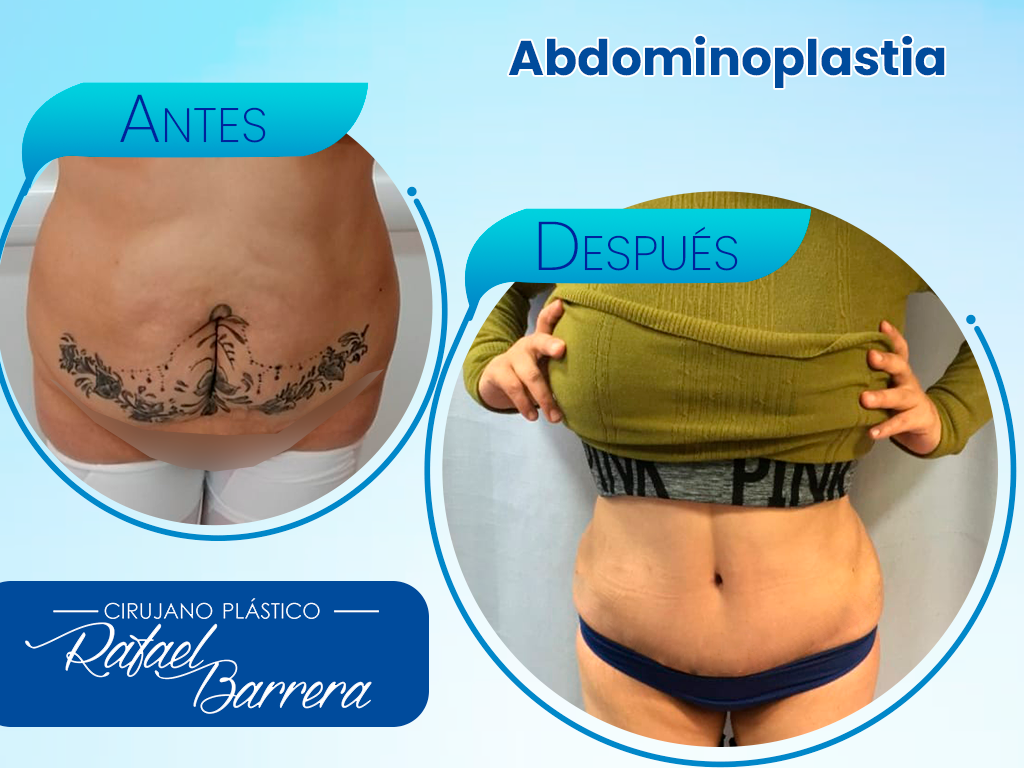 Abdominoplastia
ANTES
DESPUÉS
PINK PINK
CIRUJANO PLÁSTICO
Rafael
Barrera